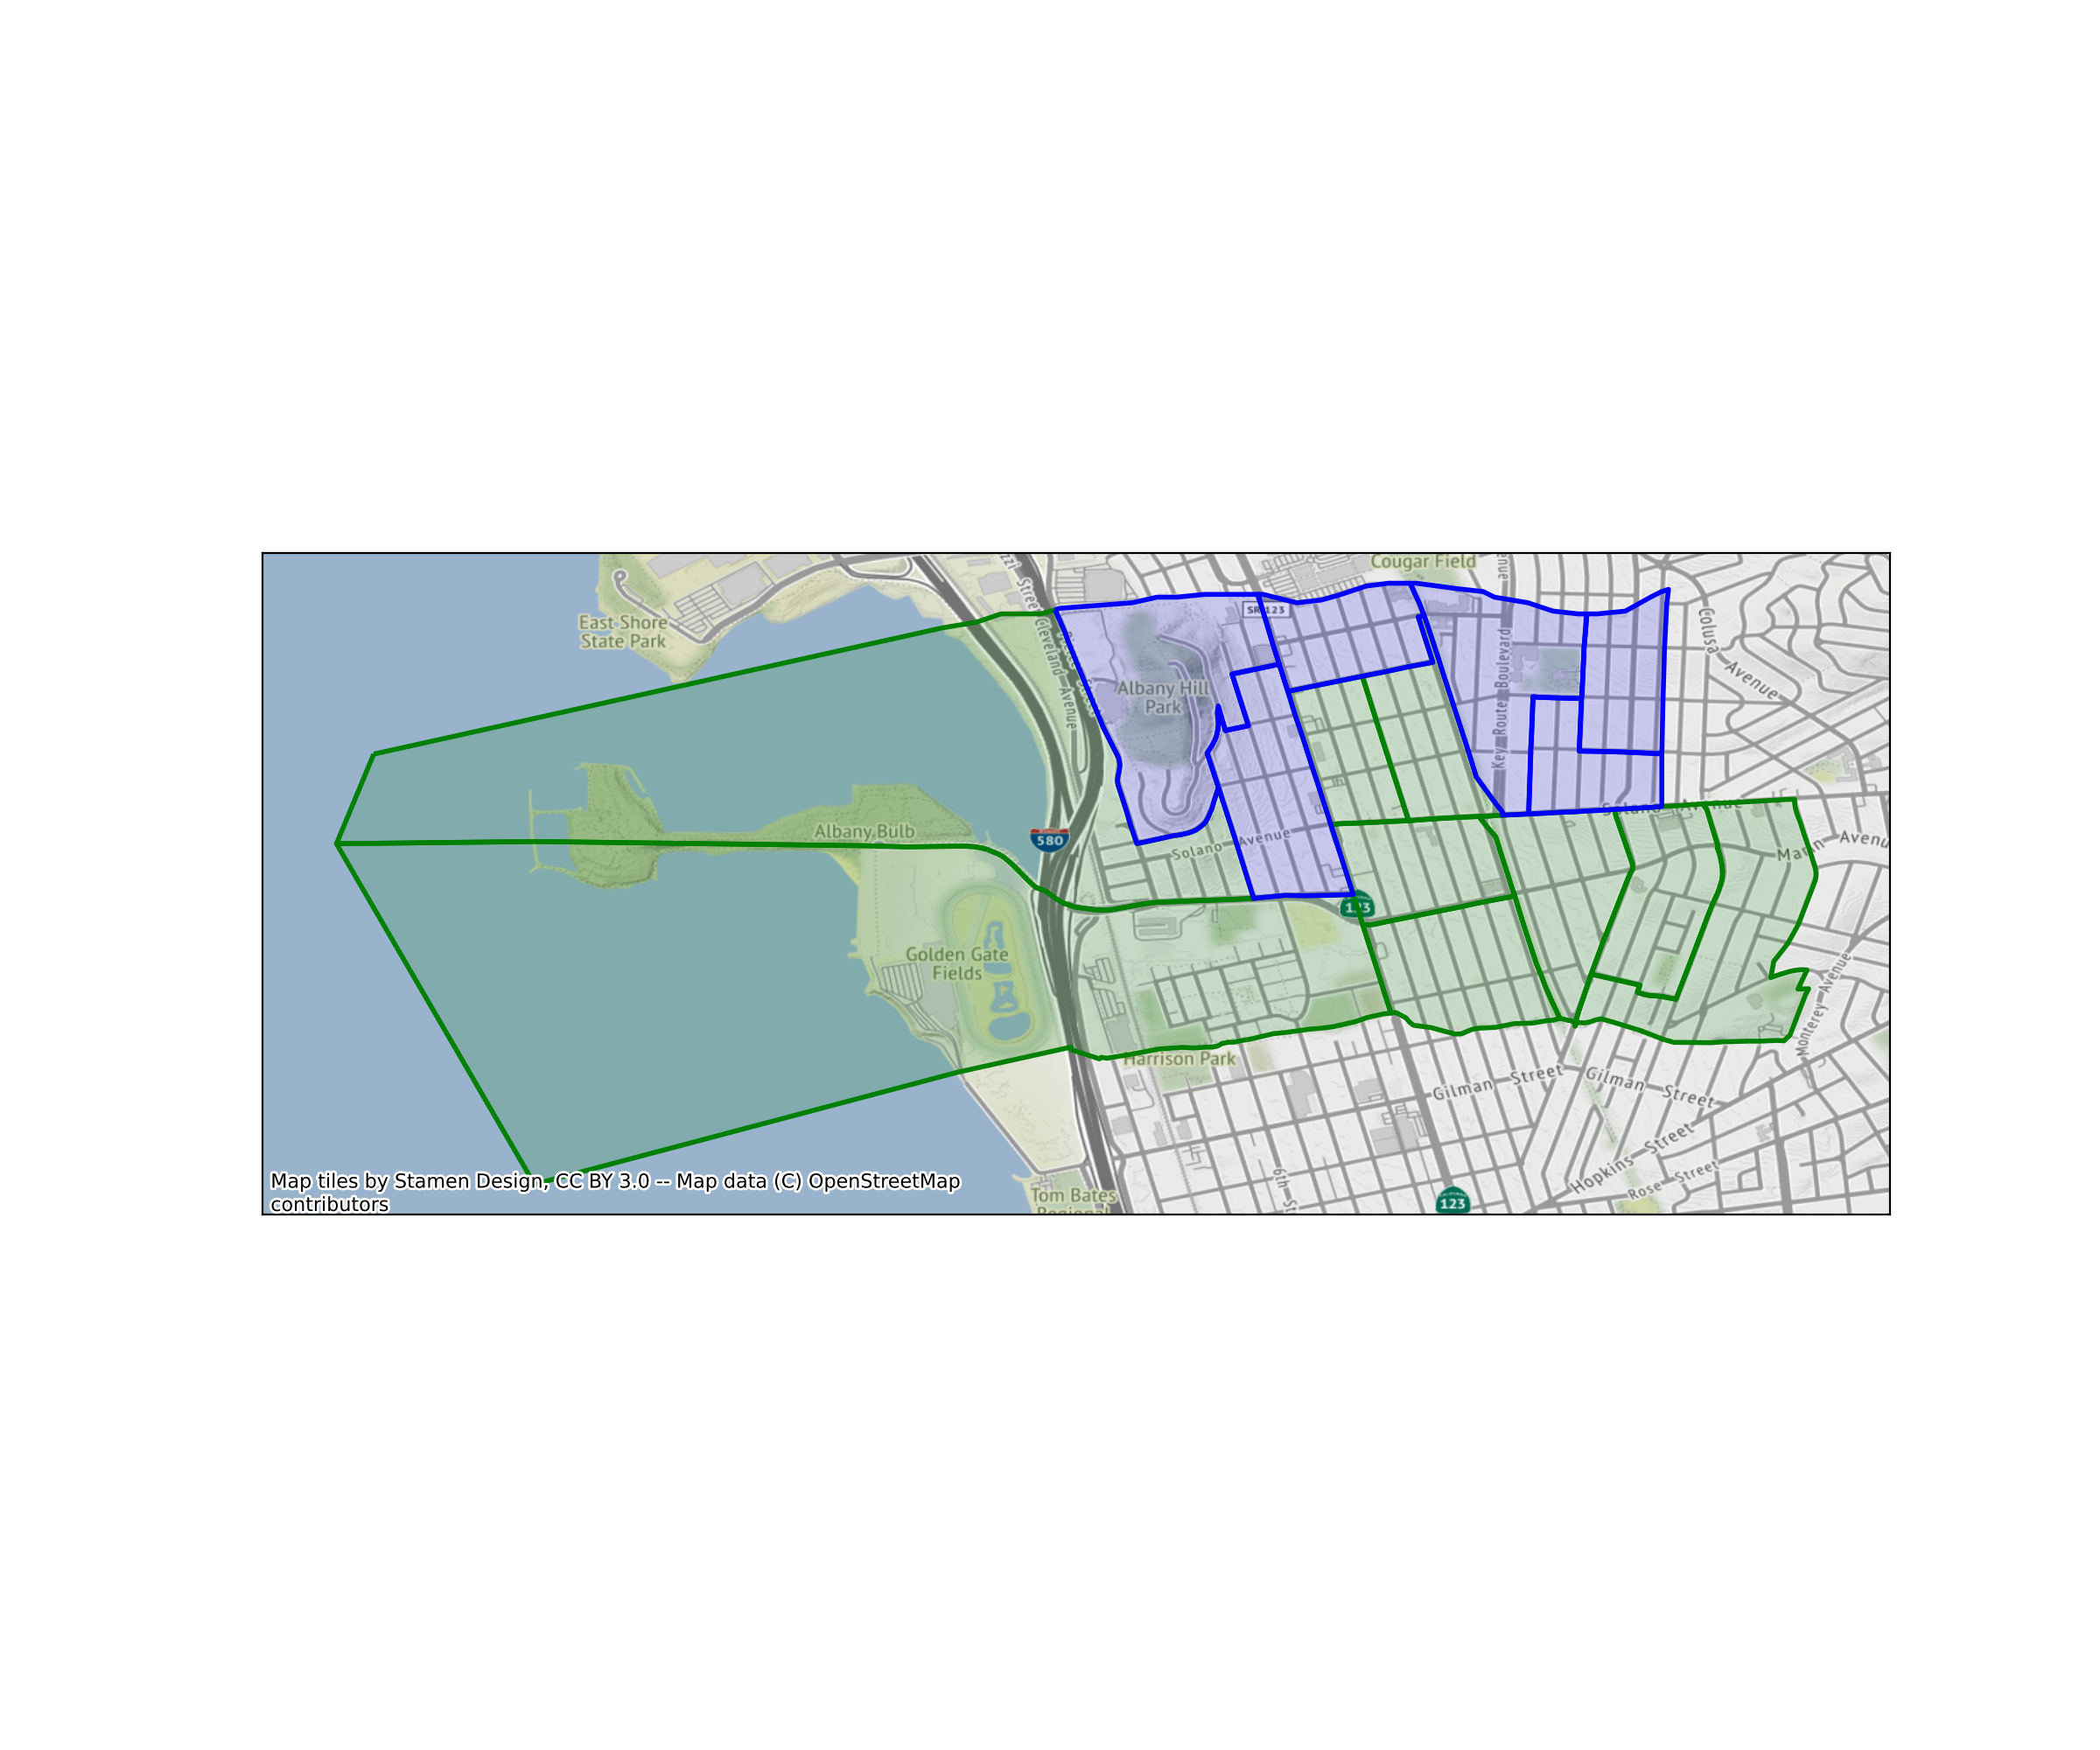 Cougar Field
East Shore
State Park
SR 123
Street
Cleveland Avenue
Colusa
Avenue
Key Route Boulevard
Albany Hill
Park
Solano Avenue
Albany Bulb
580
Solano Avenue
Marin Avenu
123
Golden Gate
Fields
Monterey Avenue
Harrison Park
Gilman Street
Gilman Street
Hopkins Street
Rose Street
6th St
Tom Bates
Regional
123
Map tiles by Stamen Design, CC BY 3.0 -- Map data (C) OpenStreetMap
contributors